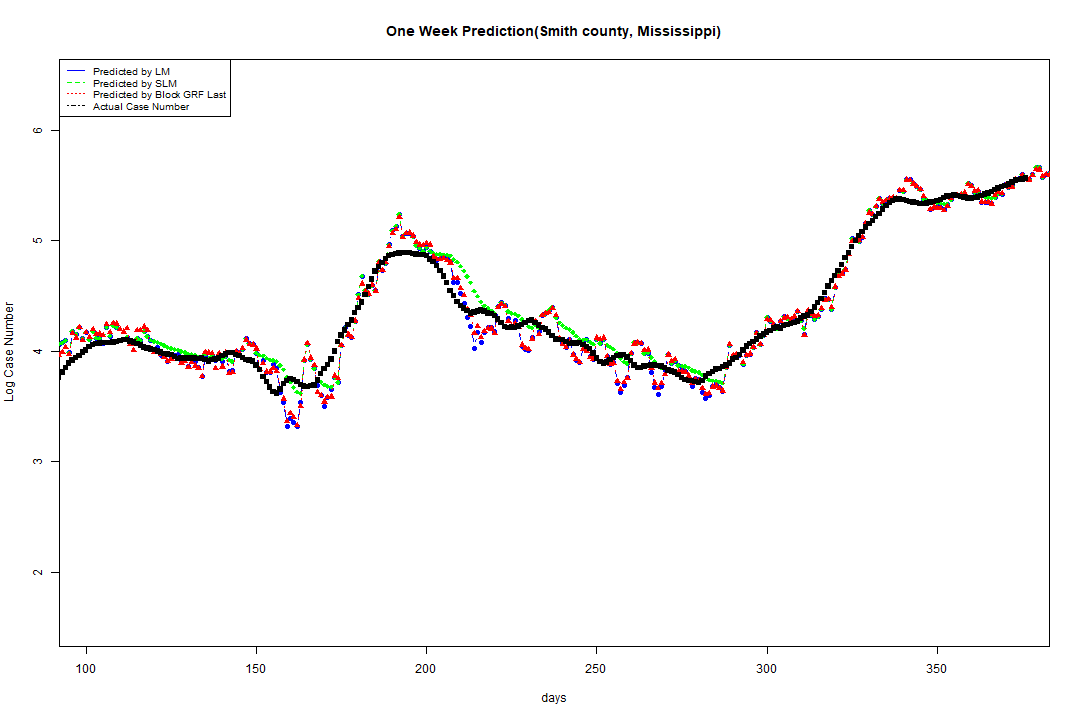 One Week Prediction(Smith county, Mississippi)
Predicted by LM
Predicted by SLM
Predicted by Block GRF Last
Actual Case Number
6
5
4
3
2
Log Case Number
100 150 200 250 300 350
days